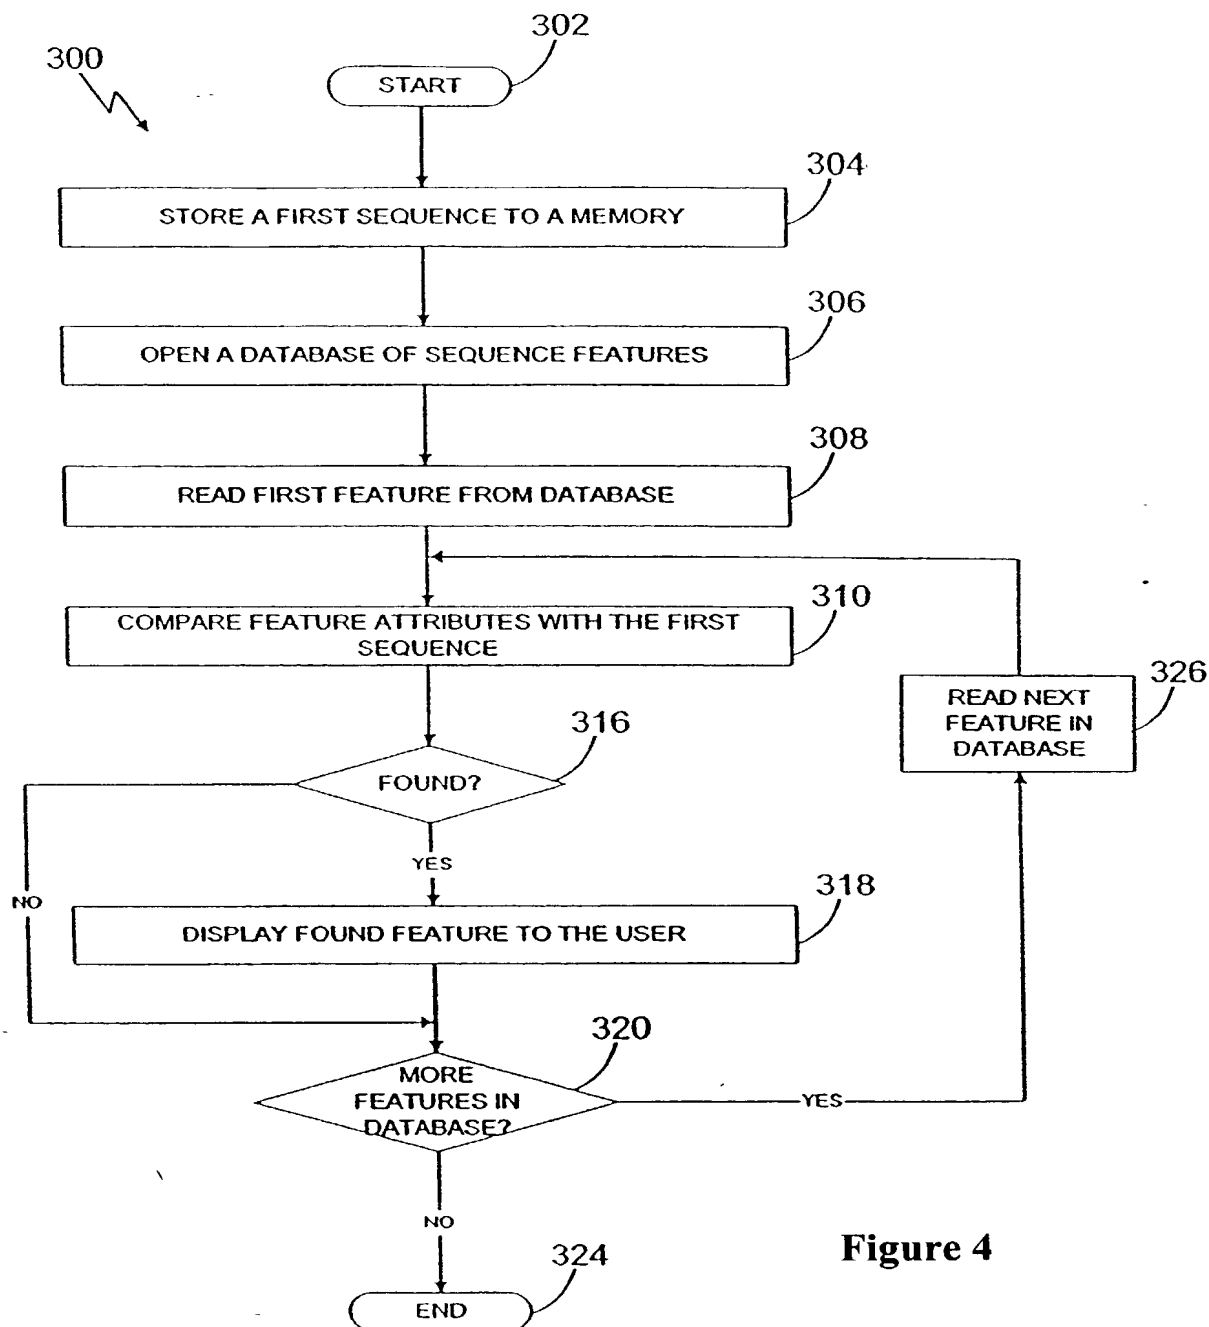 302
300
START
304
STORE A FIRST SEQUENCE TO A MEMORY
306
OPEN A DATABASE OF SEQUENCE FEATURES
308
READ FIRST FEATURE FROM DATABASE
310
COMPARE FEATURE ATTRIBUTES WITH THE FIRST
SEQUENCE
326
READ NEXT
FEATURE IN
DATABASE
316
FOUND?
YES
NO
318
DISPLAY FOUND FEATURE TO THE USER
320
MORE
FEATURES IN
DATABASE?
YES
NO
Figure 4
324
END